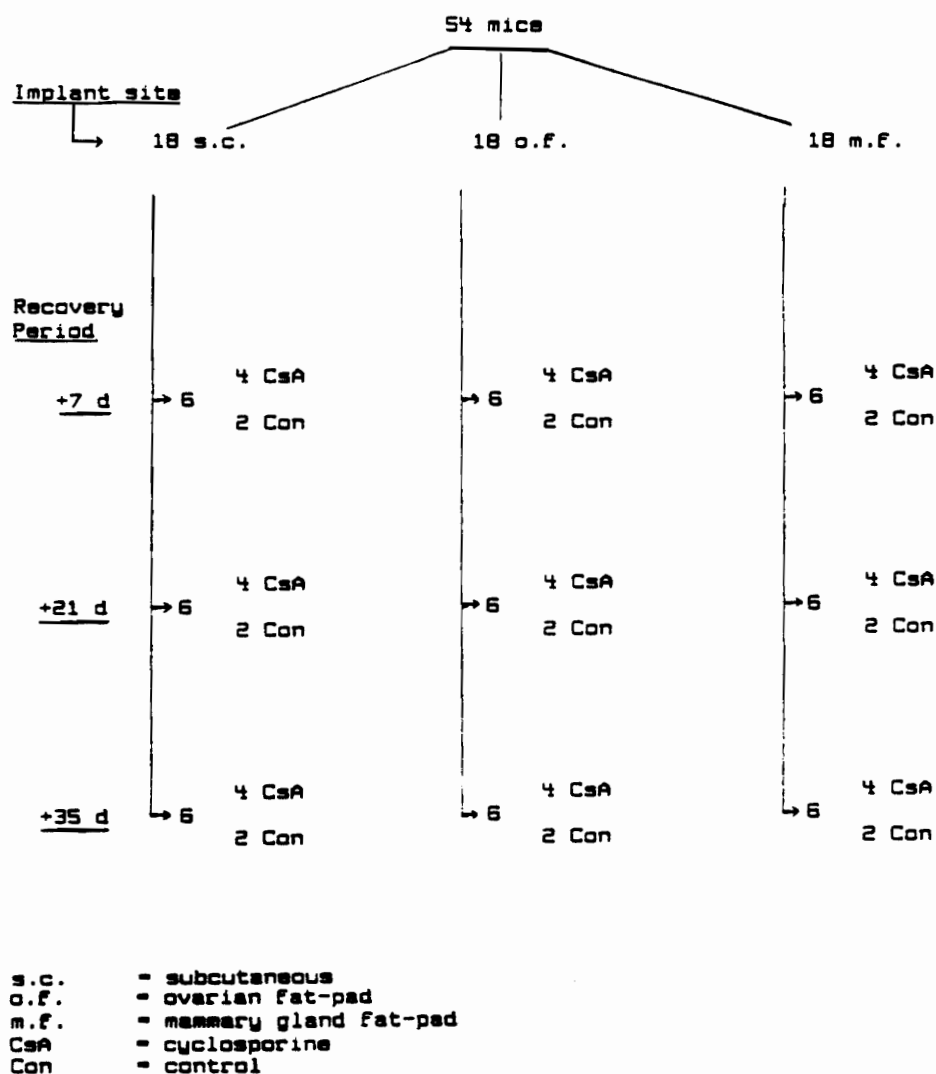 54 mice
Implant site
18 s.c. 18 o.f. 18 m.f.
Recovery
Period
4 CsA 4 CsA 4 CsA
+7 d 6 6 6
2 Con 2 Con 2 Con
4 CsA 4 CsA 4 CsA
+21 d 6 6 6
2 Con 2 Con 2 Con
4 CsA 4 CsA 4 CsA
+35 d 6 6 6
2 Con 2 Con 2 Con
s.c. = subcutaneous
o.f. = ovarian fat-pad
m.f. = mammary gland fat-pad
CsA = cyclosporine
Con = control